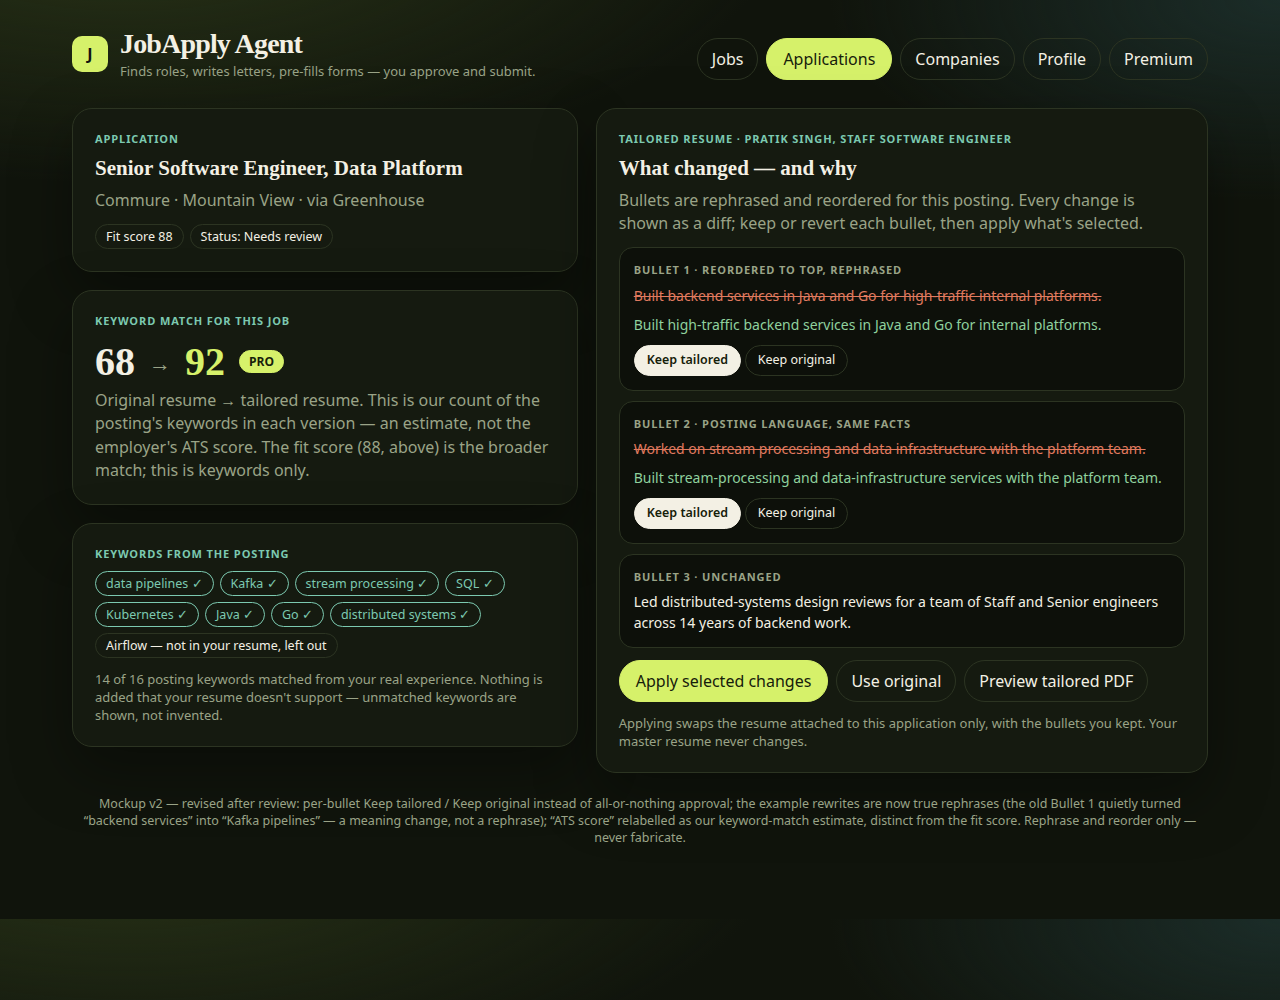 J
JobApply Agent
Finds roles, writes letters, pre-fills forms — you approve and submit.
Jobs
Applications
Companies
Profile
Premium
APPLICATION
Senior Software Engineer, Data Platform
Commure · Mountain View · via Greenhouse
Fit score 88
Status: Needs review
KEYWORD MATCH FOR THIS JOB
68 → 92 PRO
Original resume → tailored resume. This is our count of the
posting's keywords in each version — an estimate, not the
employer's ATS score. The fit score (88, above) is the broader
match; this is keywords only.
KEYWORDS FROM THE POSTING
data pipelines ✓ Kafka ✓ stream processing ✓ SQL ✓
Kubernetes ✓ Java ✓ Go ✓ distributed systems ✓
Airflow — not in your resume, left out
14 of 16 posting keywords matched from your real experience. Nothing is
added that your resume doesn't support — unmatched keywords are
shown, not invented.
TAILORED RESUME · PRATIK SINGH, STAFF SOFTWARE ENGINEER
What changed — and why
Bullets are rephrased and reordered for this posting. Every change is
shown as a diff; keep or revert each bullet, then apply what's selected.
BULLET 1 · REORDERED TO TOP, REPHRASED
Built backend services in Java and Go for high-traffic internal platforms.
Built high-traffic backend services in Java and Go for internal platforms.
Keep tailored
Keep original
BULLET 2 · POSTING LANGUAGE, SAME FACTS
Worked on stream processing and data infrastructure with the platform team.
Built stream-processing and data-infrastructure services with the platform team.
Keep tailored
Keep original
BULLET 3 · UNCHANGED
Led distributed-systems design reviews for a team of Staff and Senior engineers
across 14 years of backend work.
Apply selected changes
Use original
Preview tailored PDF
Applying swaps the resume attached to this application only, with the bullets you kept. Your
master resume never changes.
Mockup v2 — revised after review: per-bullet Keep tailored / Keep original instead of all-or-nothing approval; the example rewrites are now true rephrases (the old Bullet 1 quietly turned
“backend services” into “Kafka pipelines” — a meaning change, not a rephrase); “ATS score” relabelled as our keyword-match estimate, distinct from the fit score. Rephrase and reorder only —
never fabricate.